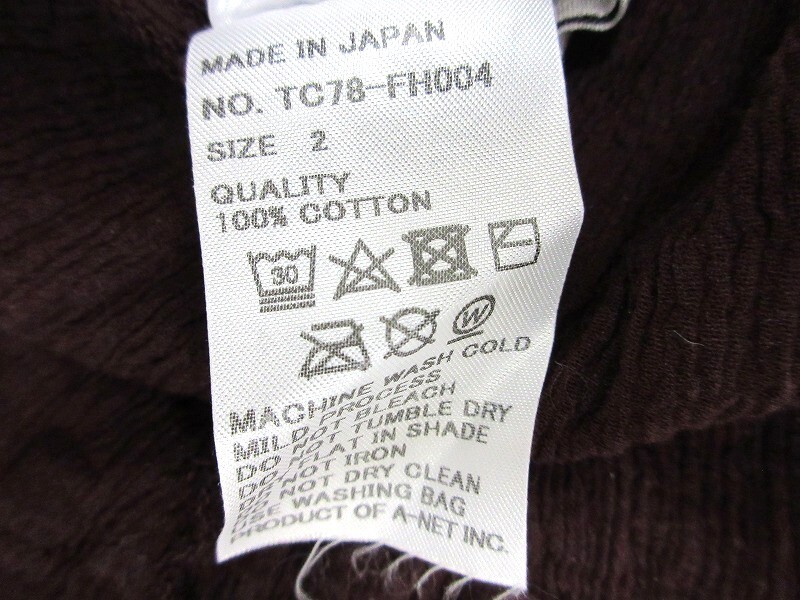 MADE IN JAPAN
NO. TC78-FH004
SIZE 2
QUALITY
100% COTTON
30
W
MACHINE WASH COLD
MILD PROCESS
DO NOT BLEACH
DO NOT TUMBLE DRY
DRY FLAT IN SHADE
DO NOT IRON
DO NOT DRY CLEAN
USE WASHING BAG
PRODUCT OF A-NET INC.